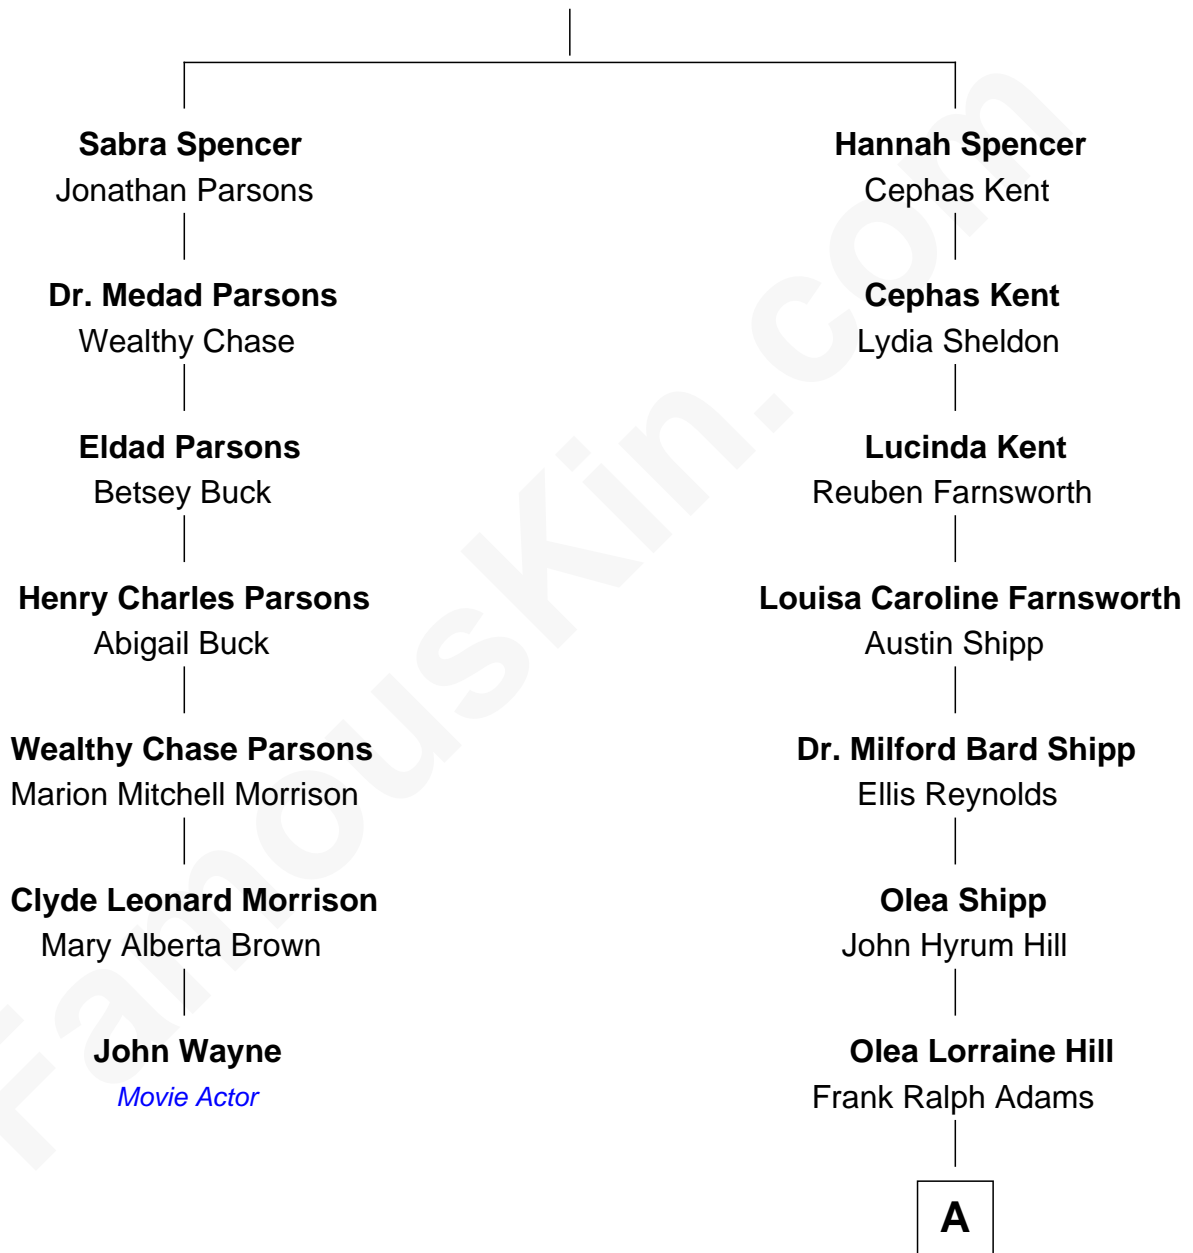 Sabra Spencer
Jonathan Parsons
Dr. Medad Parsons
Wealthy Chase
Eldad Parsons
Betsey Buck
Henry Charles Parsons
Abigail Buck
Wealthy Chase Parsons
Marion Mitchell Morrison
Clyde Leonard Morrison
Mary Alberta Brown
John Wayne
Movie Actor
Hannah Spencer
Cephas Kent
Cephas Kent
Lydia Sheldon
Lucinda Kent
Reuben Farnsworth
Louisa Caroline Farnsworth
Austin Shipp
Dr. Milford Bard Shipp
Ellis Reynolds
Olea Shipp
John Hyrum Hill
Olea Lorraine Hill
Frank Ralph Adams
A
FamousKin.com